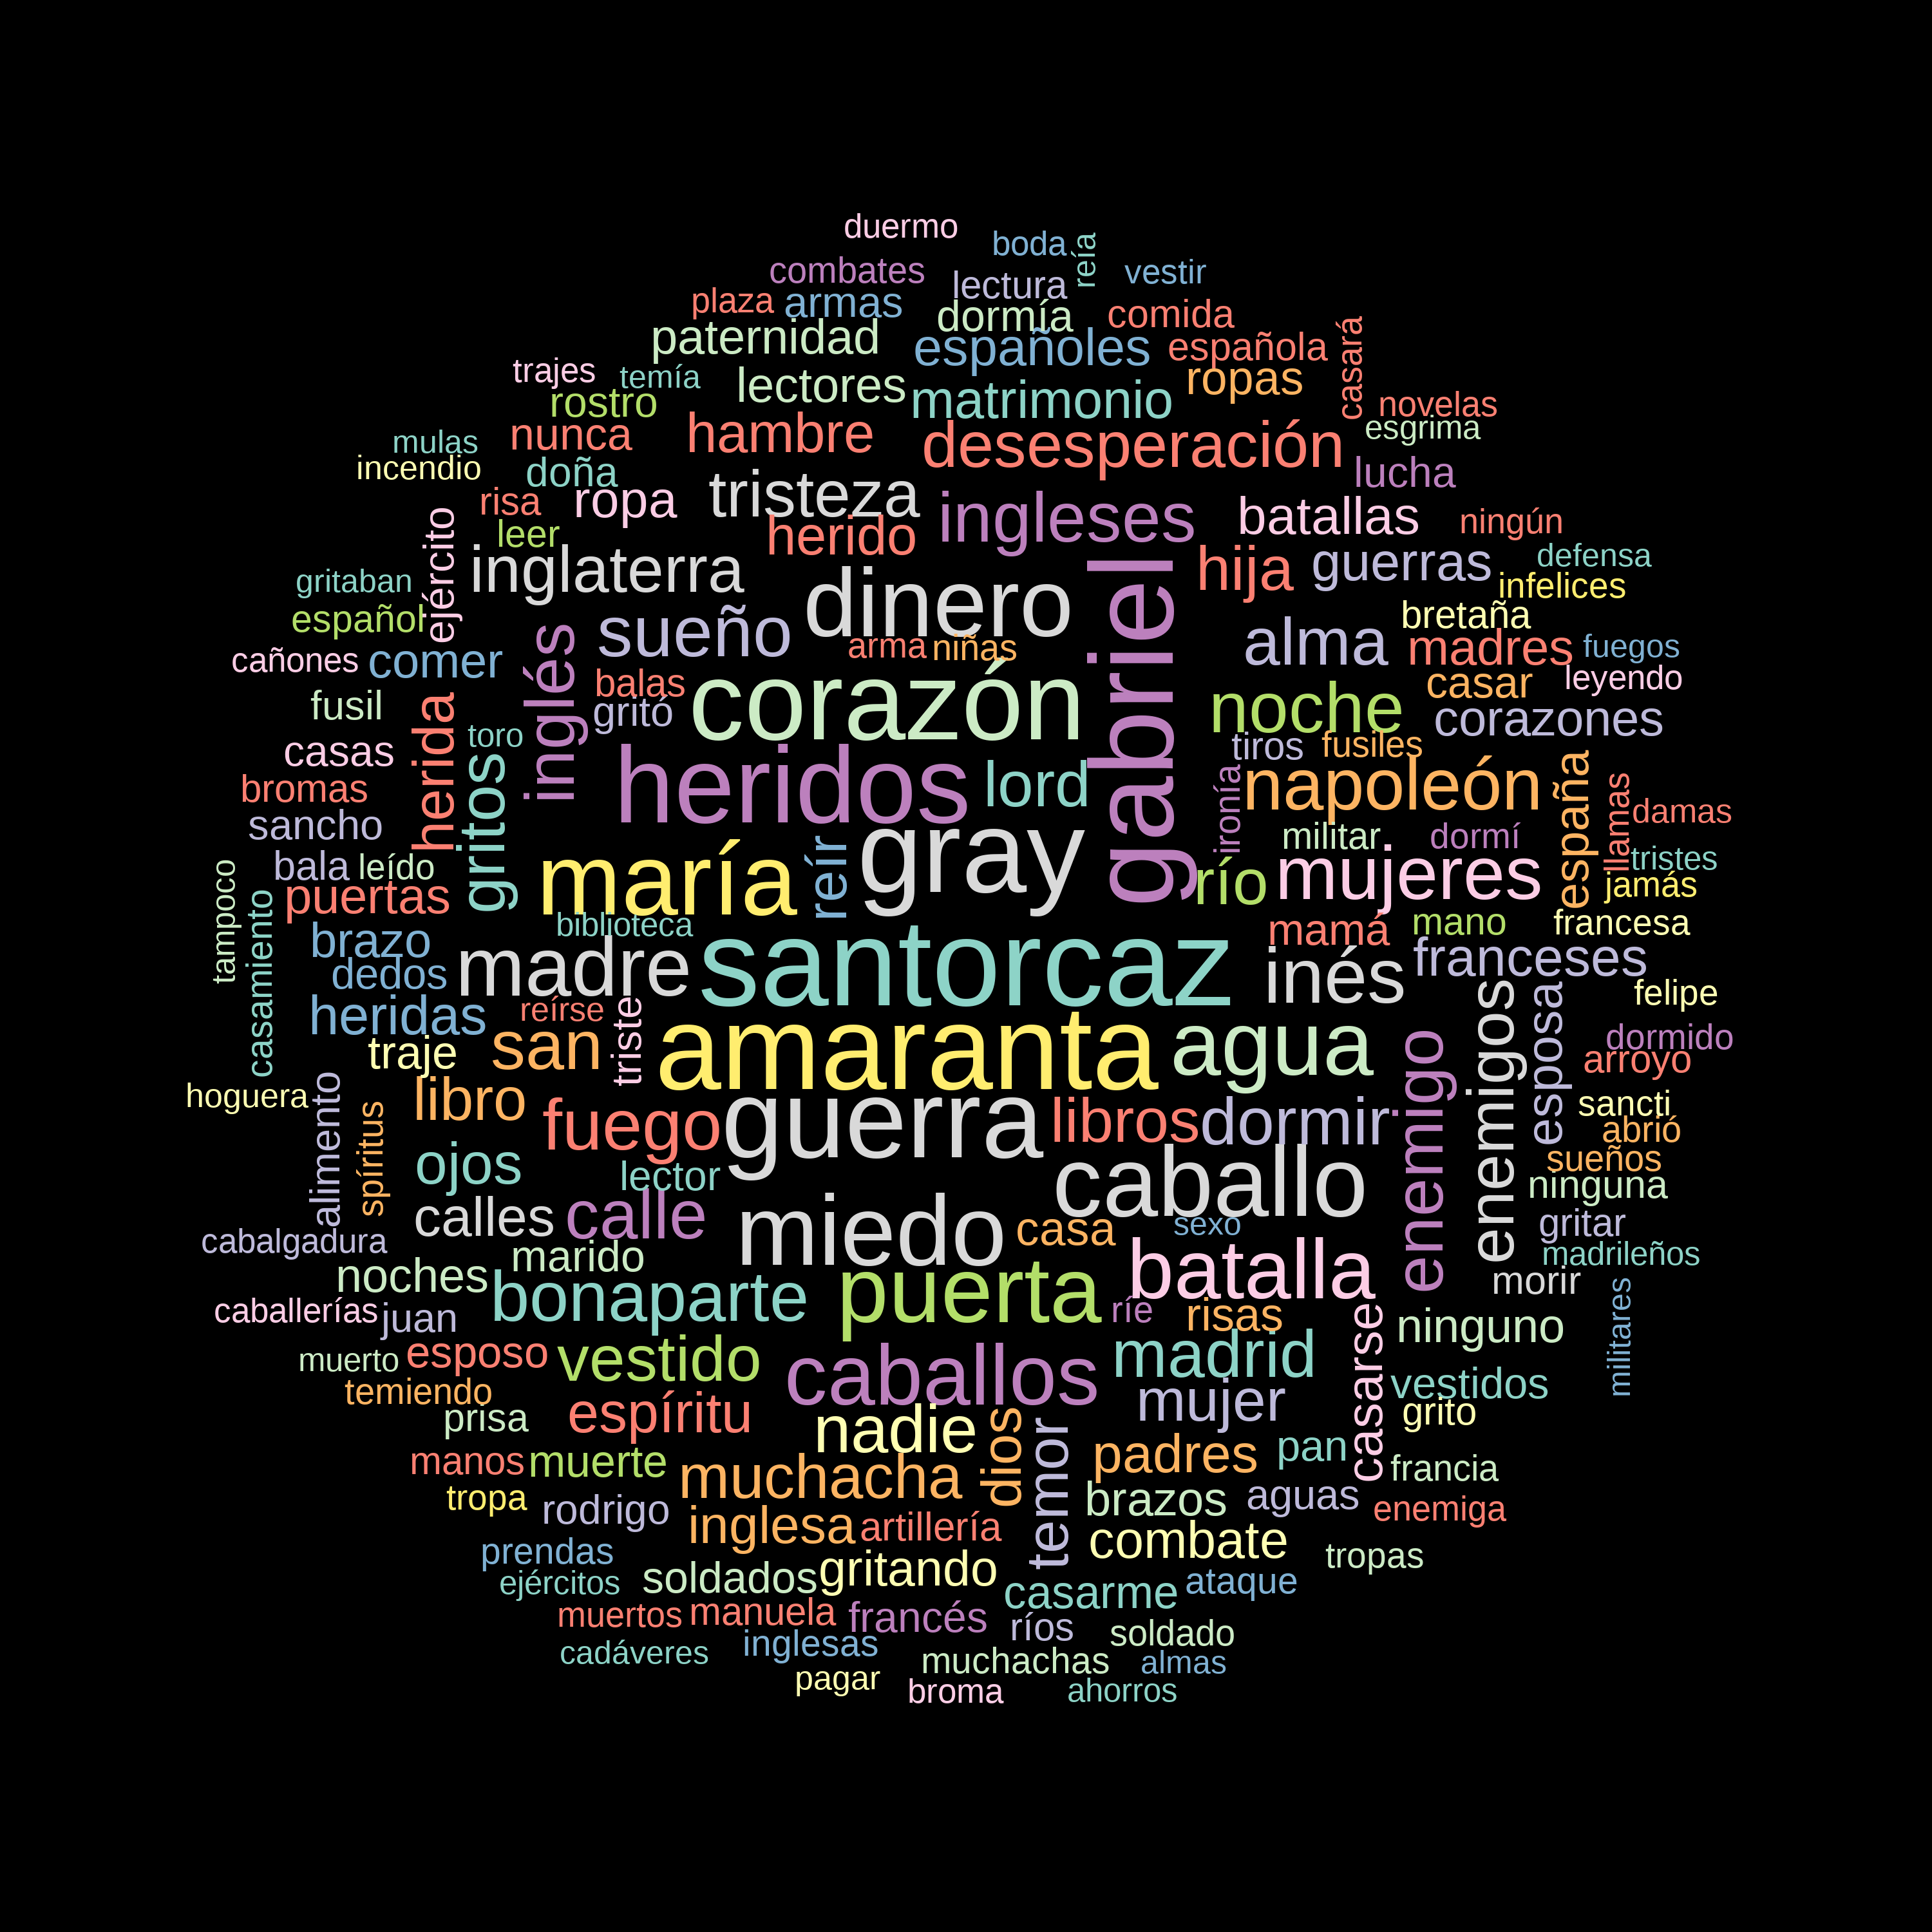 duermo
boda
reía
combates
lectura
vestir
plaza
armas
dormía
comida
paternidad
españoles
española
casará
trajes
temía
lectores
matrimonio
ropas
novelas
rostro
nunca
hambre
desesperación
esgrima
mulas
incendio
doña
tristeza
lucha
risa
ropa
herido
ingleses
batallas
ningún
leer
ejército
inglaterra
dinero
gabriel
hija
guerras
defensa
gritaban
infelices
español
inglés
sueño
arma
niñas
alma
bretaña
madres
fuegos
cañones
comer
balas
corazón
casar
leyendo
fusil
herida
gritó
noche
corazones
casas
toro
gritos
tiros
fusiles
bromas
heridos
lord
ironía
napoleón
españa
llamas
damas
sancho
reír
gray
militar
dormí
bala
leído
maría
río
mujeres
tristes
jamás
tampoco
casamiento
puertas
biblioteca
mamá
mano
francesa
brazo
dedos
madre
santorcaz
inés
franceses
felipe
heridas
reírse
triste
enemigos
esposa
dormido
traje
san
amaranta
agua
enemigo
arroyo
hoguera
alimento
spíritus
libro
fuego
guerra
libros
dormir
sancti
abrió
ojos
lector
caballo
sueños
ninguna
calles
calle
miedo
casa
sexo
gritar
cabalgadura
marido
batalla
madrileños
noches
bonaparte
puerta
morir
militares
caballerías
juan
ríe
risas
casarse
ninguno
muerto
esposo
vestido
caballos
madrid
vestidos
temiendo
prisa
espíritu
nadie
dios
temor
mujer
grito
manos
muerte
muchacha
padres
pan
francia
tropa
rodrigo
inglesa
artillería
brazos
aguas
enemiga
prendas
combate
tropas
ejércitos
soldados
gritando
casarme
ataque
muertos
manuela
francés
ríos
soldado
cadáveres
inglesas
muchachas
almas
pagar
broma
ahorros